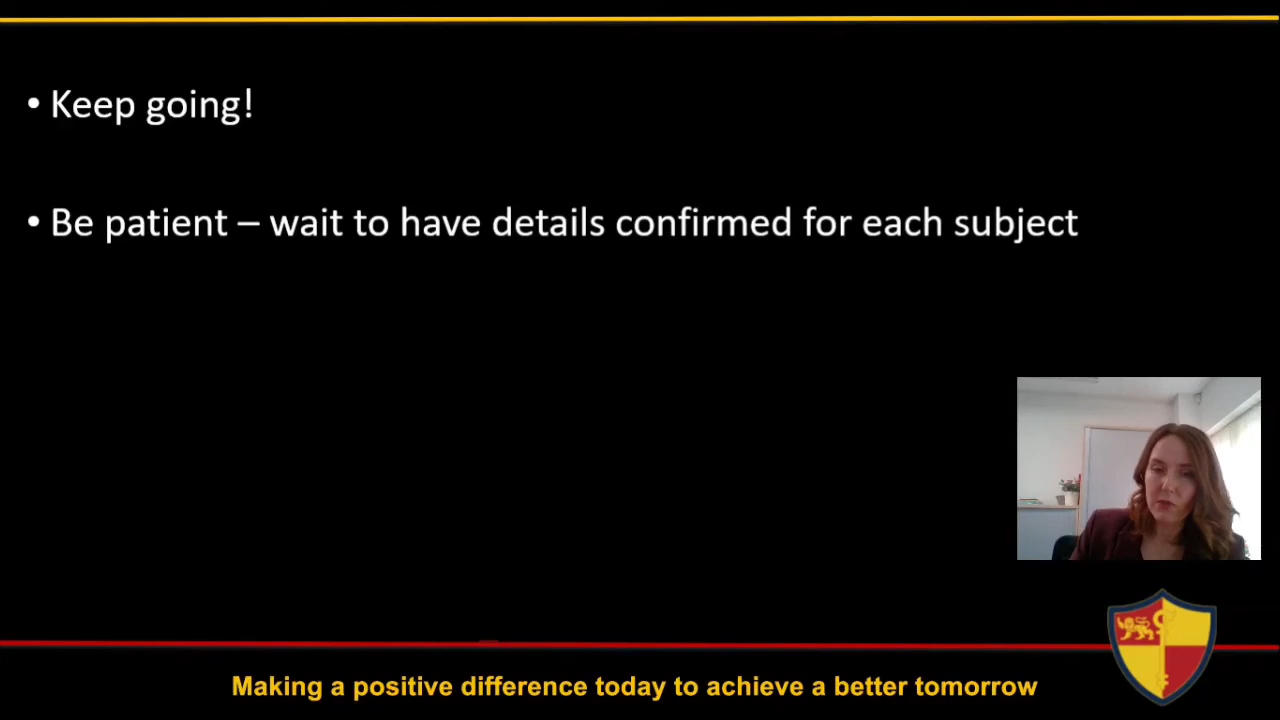 • Keep going!
• Be patient – wait to have details confirmed for each subject
Making a positive difference today to achieve a better tomorrow